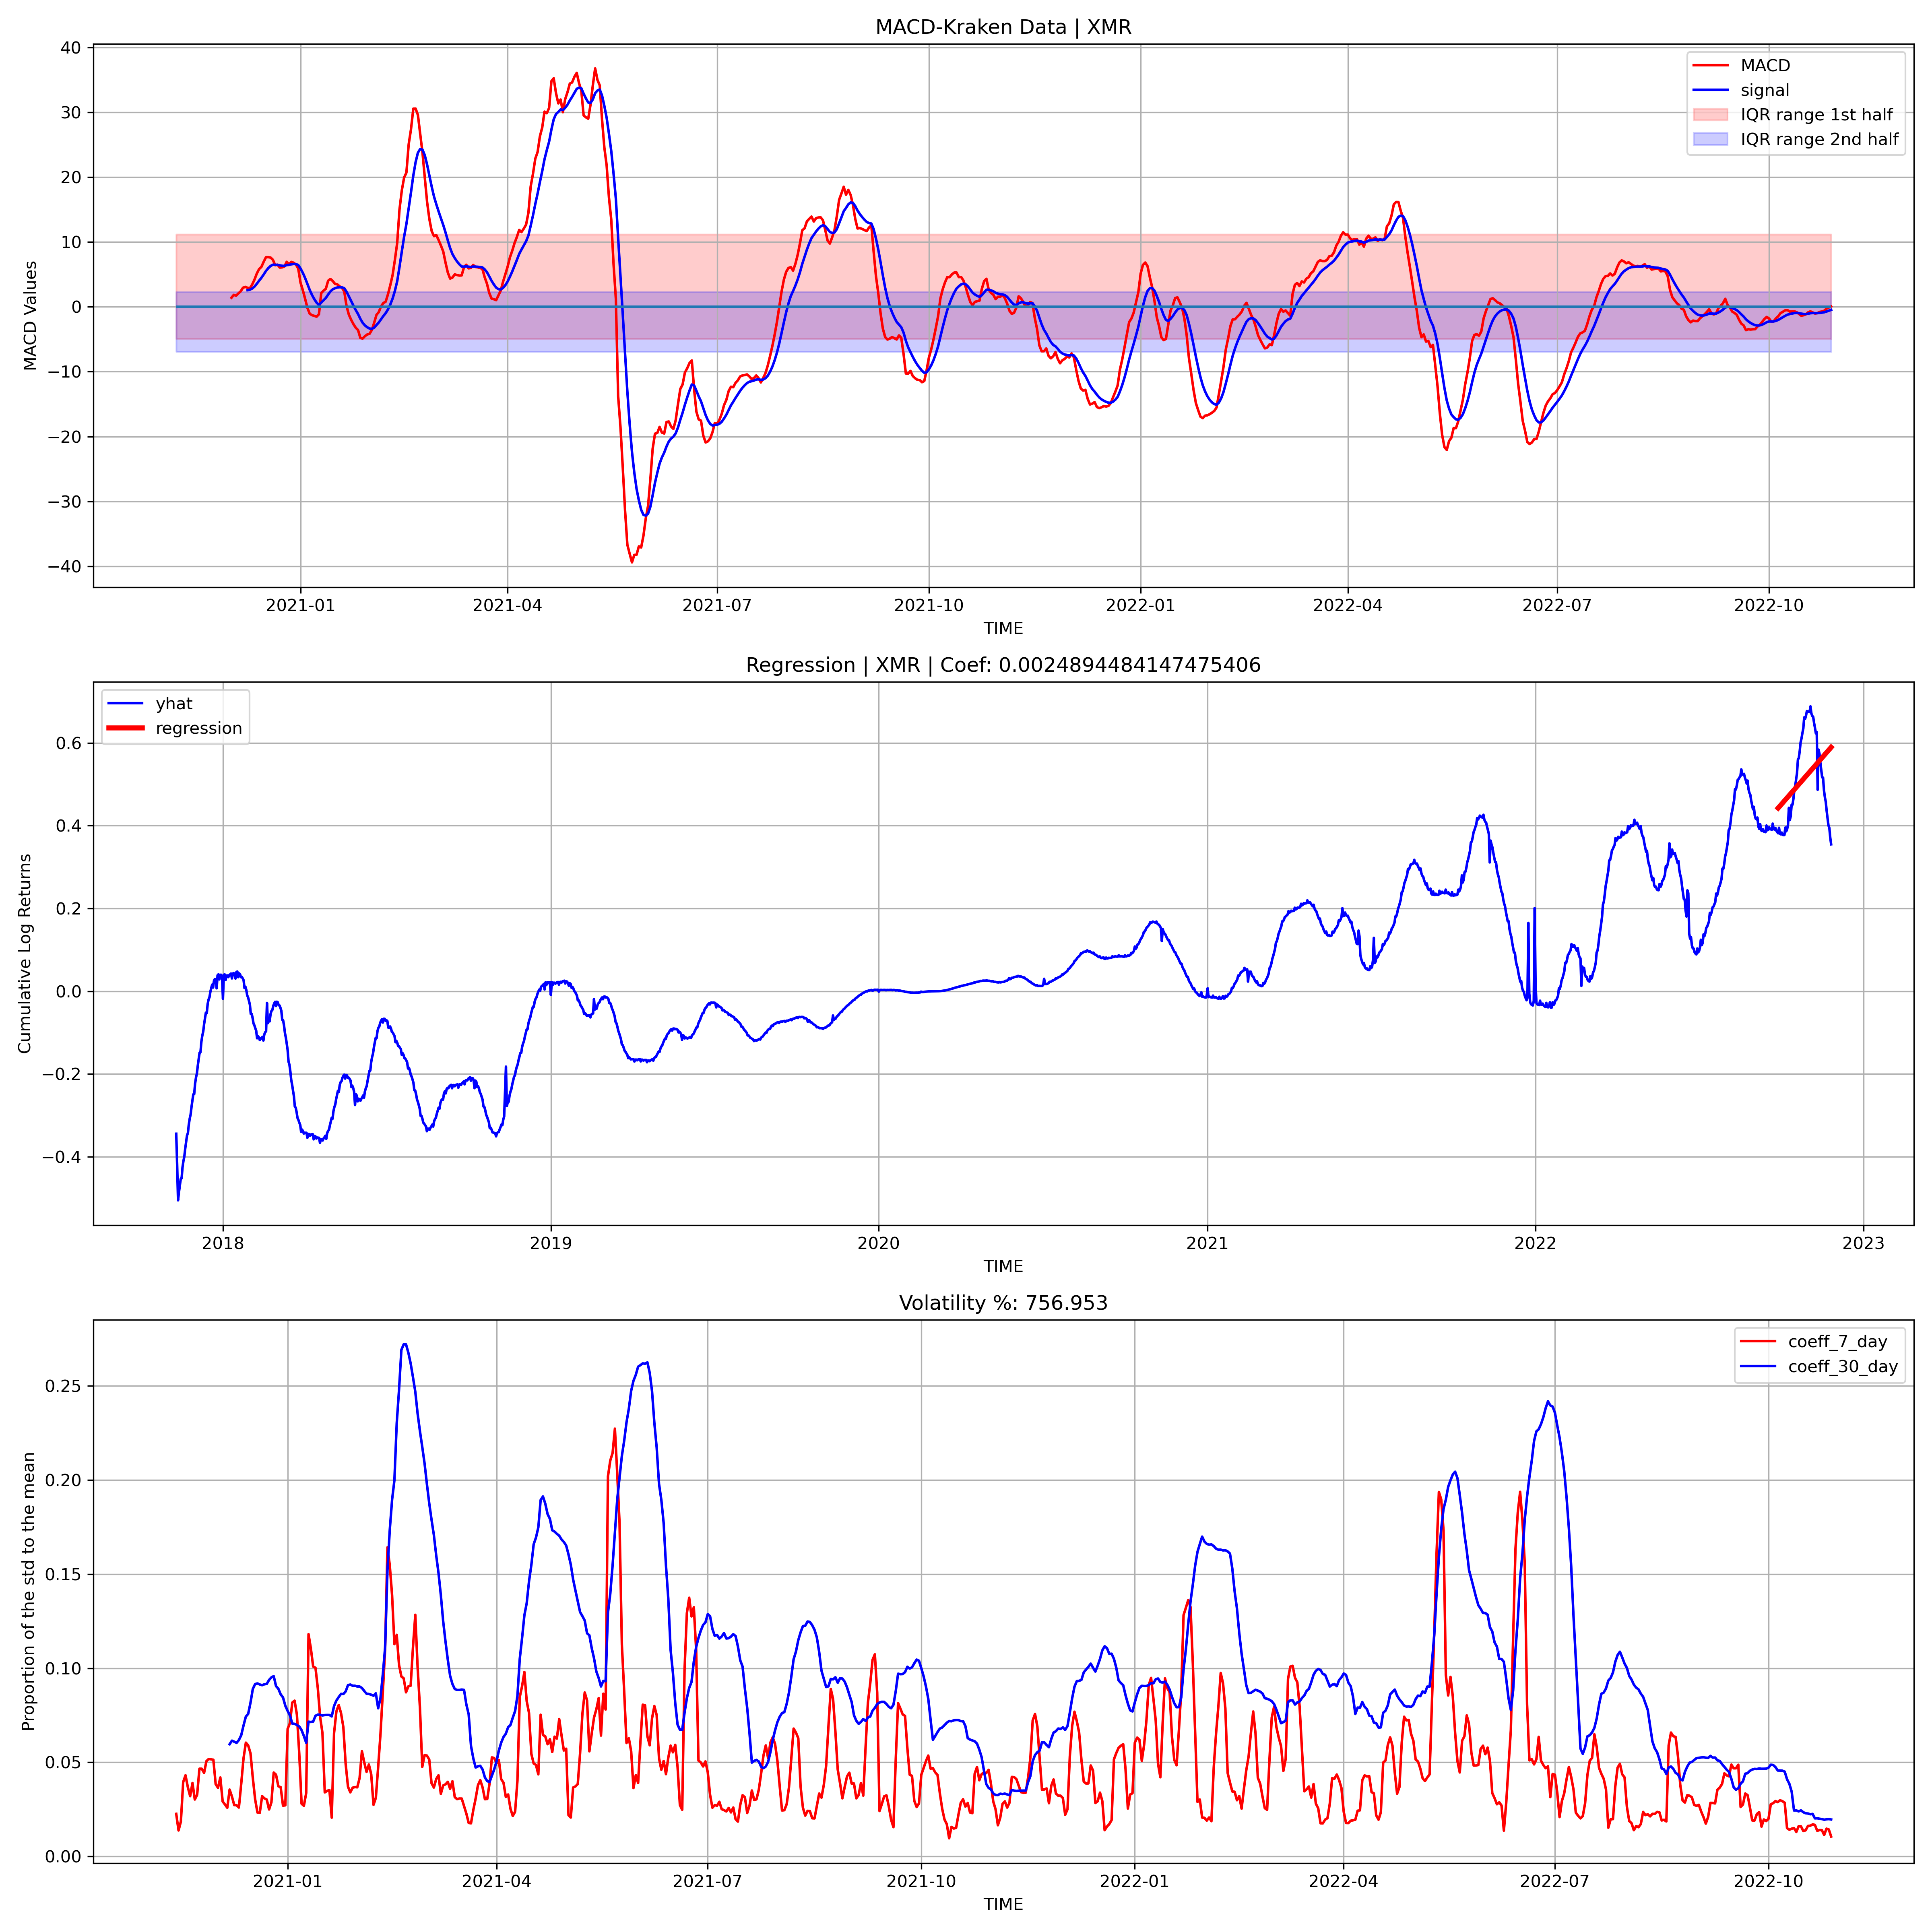 MACD-Kraken Data | XMR
MACD Values
40
30
20
10
0
−10
−20
−30
−40
MACD
signal
IQR range 1st half
IQR range 2nd half
2021-01 2021-04 2021-07 2021-10 2022-01 2022-04 2022-07 2022-10
TIME
Regression | XMR | Coef: 0.0024894484147475406
Cumulative Log Returns
0.6
0.4
0.2
0.0
−0.2
−0.4
yhat
regression
2018 2019 2020 2021 2022 2023
TIME
Volatility %: 756.953
Proportion of the std to the mean
0.25
0.20
0.15
0.10
0.05
0.00
coeff_7_day
coeff_30_day
2021-01 2021-04 2021-07 2021-10 2022-01 2022-04 2022-07 2022-10
TIME